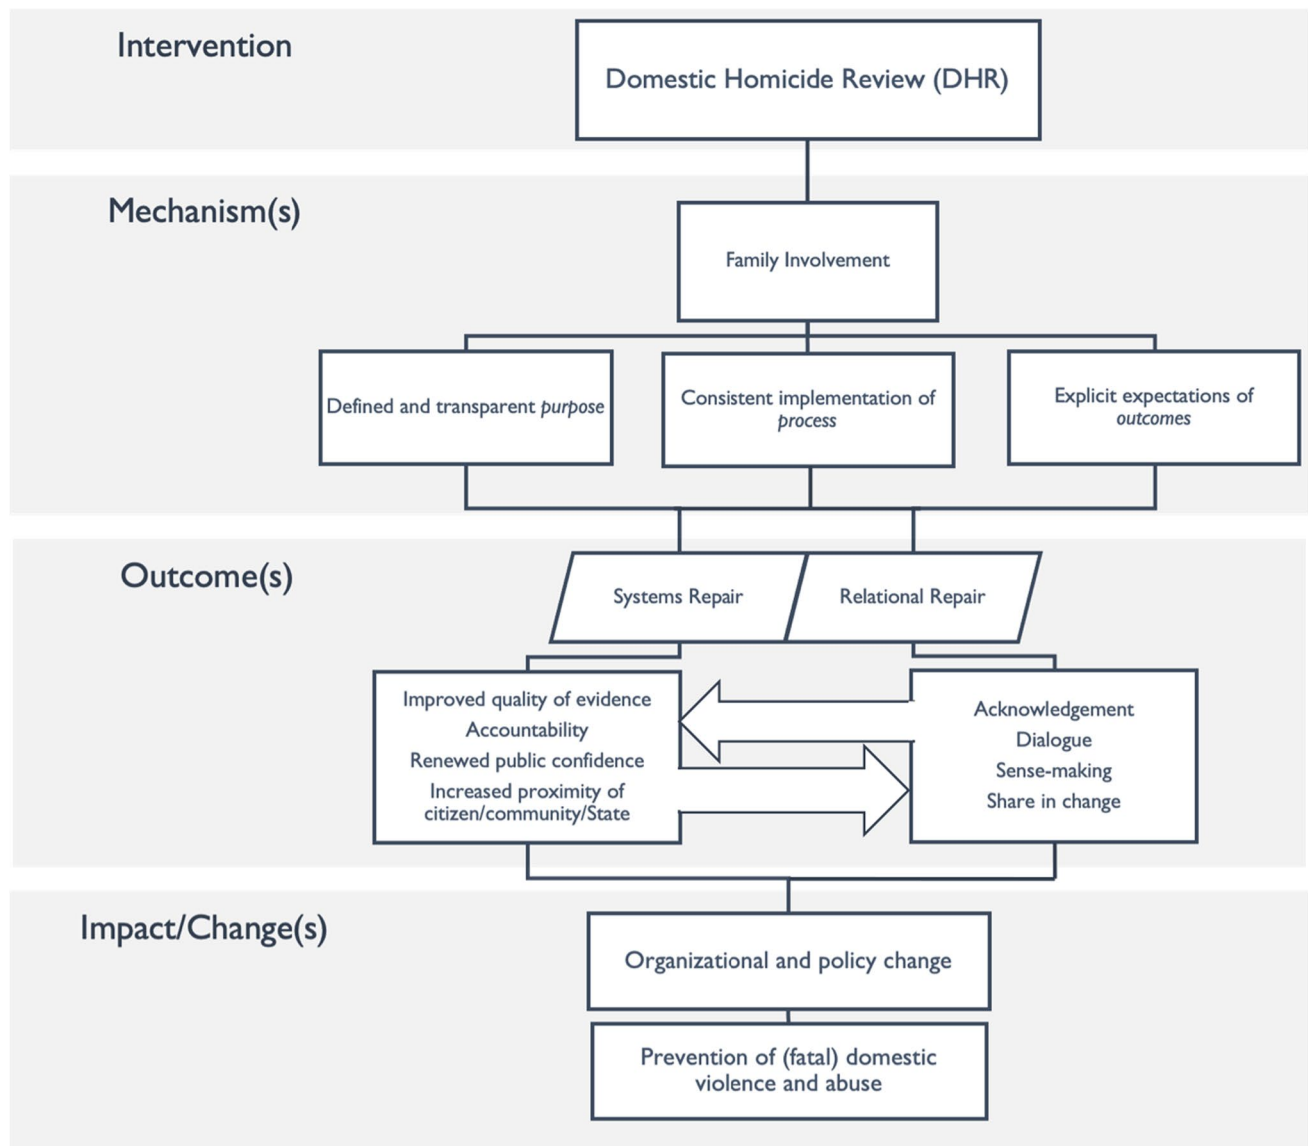 Intervention
Domestic Homicide Review (DHR)
Mechanism(s)
Family Involvement
Defined and transparent purpose
Consistent implementation of
process
Explicit expectations of
outcomes
Outcome(s)
Systems Repair
Relational Repair
Improved quality of evidence
Accountability
Renewed public confidence
Increased proximity of
citizen/community/State
Acknowledgement
Dialogue
Sense-making
Share in change
Impact/Change(s)
Organizational and policy change
Prevention of (fatal) domestic
violence and abuse